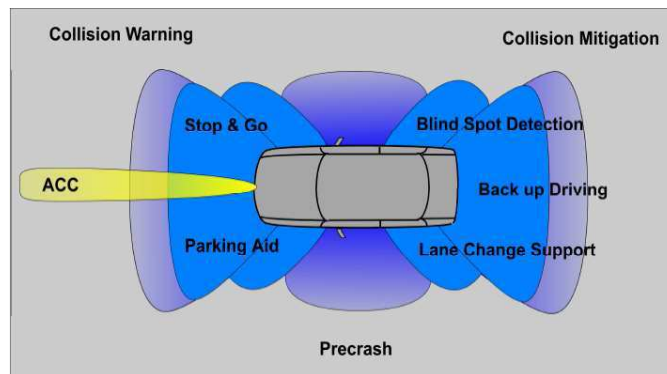 Collision Warning
Collision Mitigation
Stop & Go
Blind Spot Detection
ACC
Back up Driving
Parking Aid
Lane Change Support
Precrash